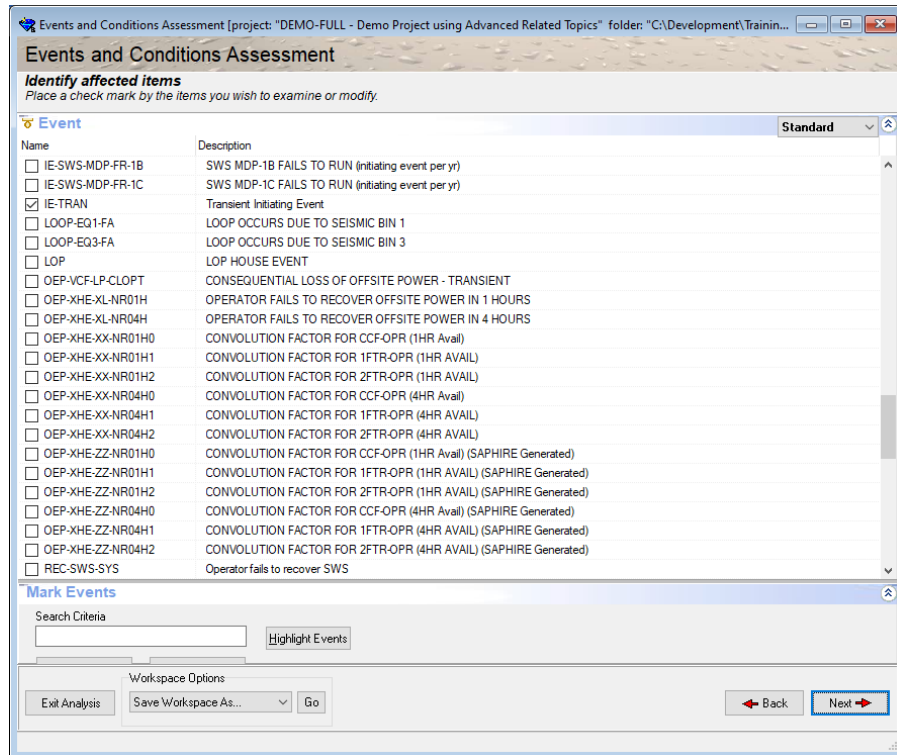 Events and Conditions Assessment [project: "DEMO-FULL - Demo Project using Advanced Related Topics" folder: "C:\Development\Trainin...
Events and Conditions Assessment
Identify affected items
Place a check mark by the items you wish to examine or modify.
Event
Standard
Name Description
IE-SWS-MDP-FR-1B SWS MDP-1B FAILS TO RUN (initiating event per yr)
IE-SWS-MDP-FR-1C SWS MDP-1C FAILS TO RUN (initiating event per yr)
IE-TRAN Transient Initiating Event
LOOP-EQ1-FA LOOP OCCURS DUE TO SEISMIC BIN 1
LOOP-EQ3-FA LOOP OCCURS DUE TO SEISMIC BIN 3
LOP LOP HOUSE EVENT
OEP-VCF-LP-CLOPT CONSEQUENTIAL LOSS OF OFFSITE POWER - TRANSIENT
OEP-XHE-XL-NR01H OPERATOR FAILS TO RECOVER OFFSITE POWER IN 1 HOURS
OEP-XHE-XL-NR04H OPERATOR FAILS TO RECOVER OFFSITE POWER IN 4 HOURS
OEP-XHE-XX-NR01H0 CONVOLUTION FACTOR FOR CCF-OPR (1HR Avail)
OEP-XHE-XX-NR01H1 CONVOLUTION FACTOR FOR 1FTR-OPR (1HR AVAIL)
OEP-XHE-XX-NR01H2 CONVOLUTION FACTOR FOR 2FTR-OPR (1HR AVAIL)
OEP-XHE-XX-NR04H0 CONVOLUTION FACTOR FOR CCF-OPR (4HR Avail)
OEP-XHE-XX-NR04H1 CONVOLUTION FACTOR FOR 1FTR-OPR (4HR AVAIL)
OEP-XHE-XX-NR04H2 CONVOLUTION FACTOR FOR 2FTR-OPR (4HR AVAIL)
OEP-XHE-ZZ-NR01H0 CONVOLUTION FACTOR FOR CCF-OPR (1HR Avail) (SAPHIRE Generated)
OEP-XHE-ZZ-NR01H1 CONVOLUTION FACTOR FOR 1FTR-OPR (1HR AVAIL) (SAPHIRE Generated)
OEP-XHE-ZZ-NR01H2 CONVOLUTION FACTOR FOR 2FTR-OPR (1HR AVAIL) (SAPHIRE Generated)
OEP-XHE-ZZ-NR04H0 CONVOLUTION FACTOR FOR CCF-OPR (4HR Avail) (SAPHIRE Generated)
OEP-XHE-ZZ-NR04H1 CONVOLUTION FACTOR FOR 1FTR-OPR (4HR AVAIL) (SAPHIRE Generated)
OEP-XHE-ZZ-NR04H2 CONVOLUTION FACTOR FOR 2FTR-OPR (4HR AVAIL) (SAPHIRE Generated)
REC-SWS-SYS Operator fails to recover SWS
Mark Events
Search Criteria
Highlight Events
Workspace Options
Exit Analysis Save Workspace As... Go Back Next